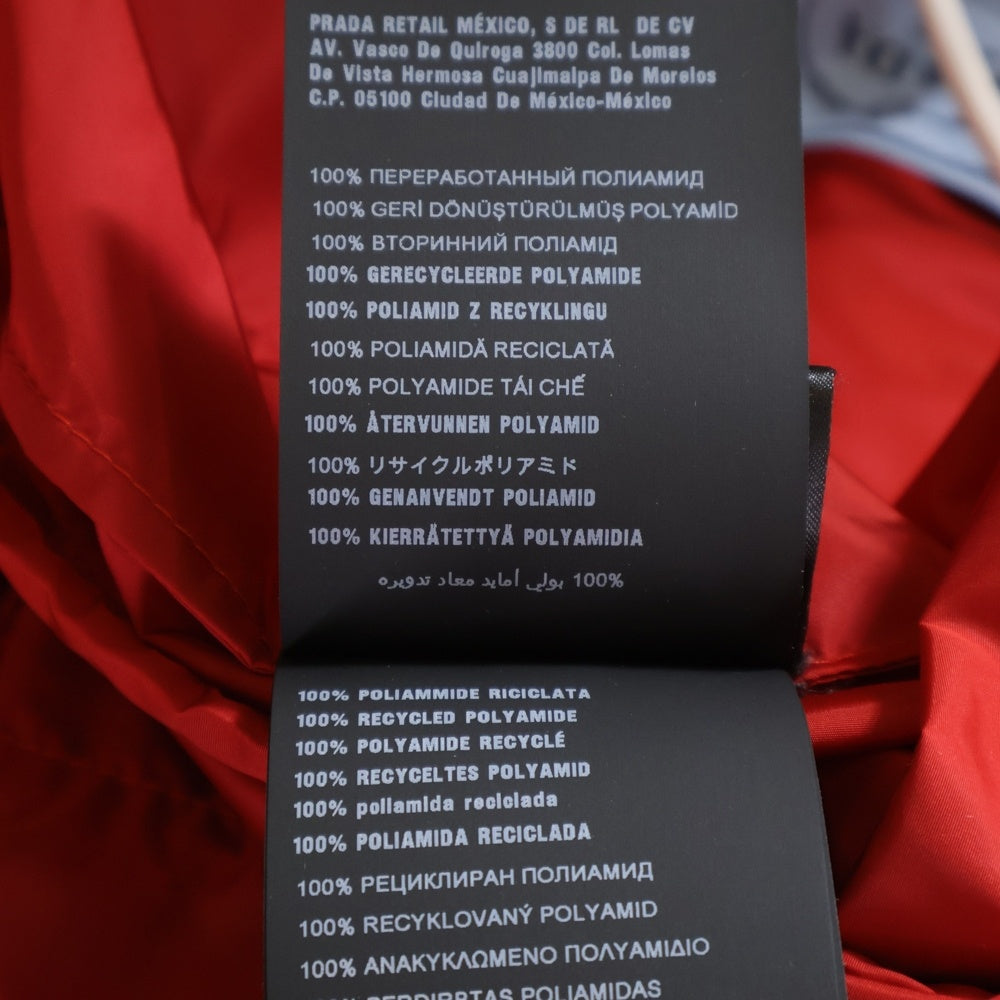 PRADA RETAIL MÉXICO, S DE RL DE CV
AV. Vasco De Quiroga 3800 Col. Lomas
De Vista Hermosa Cuajimalpa De Morelos
C.P. 05100 Ciudad De México-México
100% ПЕРЕРАБОТАННЫЙ ПОЛИАМИД
100% GERİ DÖNÜŞTÜRÜLMÜŞ POLYAMİD
100% ВТОРИННИЙ ПОЛІАМІД
100% GERECYCLEERDE POLYAMIDE
100% POLIAMID Z RECYKLINGU
100% POLIAMIDĂ RECICLATĂ
100% POLYAMIDE TÁI CHẾ
100% ÅTERVUNNEN POLYAMID
100% リサイクルポリアミド
100% GENANVENDT POLIAMID
100% KIERRÄTETTYÄ POLYAMIDIA
100% بولي أمايد معاد تدويره
100% POLIAMMIDE RICICLATA
100% RECYCLED POLYAMIDE
100% POLYAMIDE RECYCLÉ
100% RECYCELTES POLYAMID
100% poliamida reciclada
100% POLIAMIDA RECICLADA
100% РЕЦИКЛИРАН ПОЛИАМИД
100% RECYKLOVANÝ POLYAMID
100% ΑΝΑΚΥΚΛΩΜΕΝΟ ΠΟΛΥΑΜΙΔΙΟ
100% PERDIRBTAS POLIAMIDAS